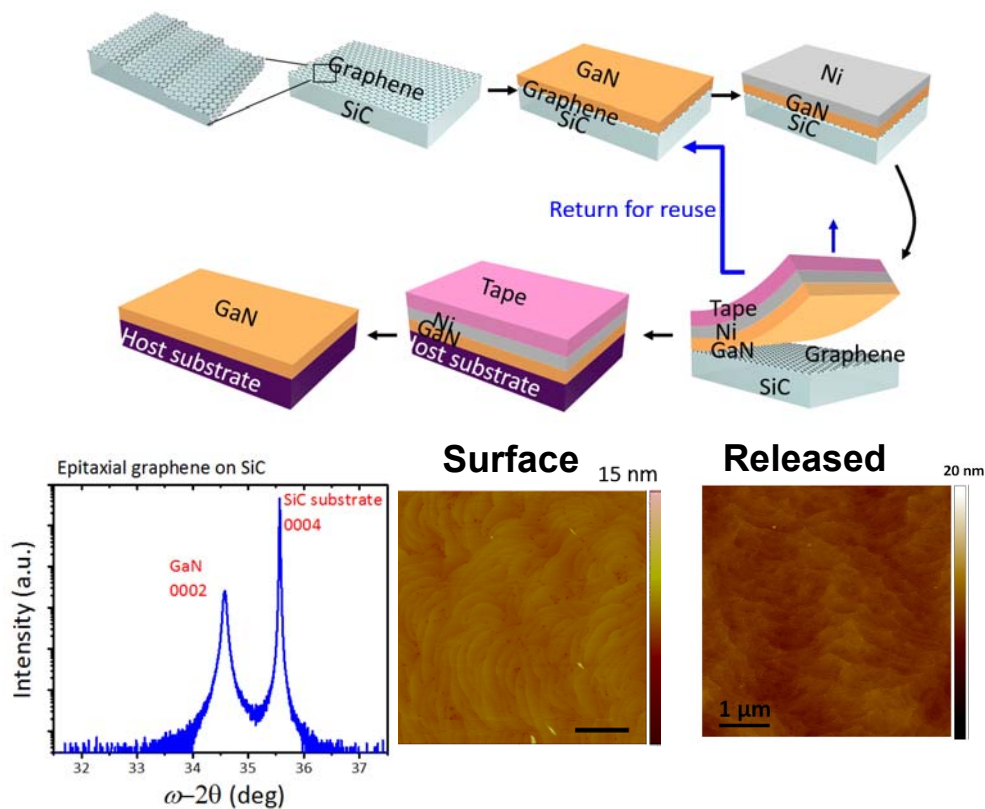 Graphene
SiC
GaN
Graphene
SiC
Ni
GaN
SiC
Return for reuse
GaN
Host substrate
Tape
Ni
GaN
Host substrate
Tape
Ni
GaN
Graphene
SiC
Epitaxial graphene on SiC
SiC substrate
0004
GaN
0002
Intensity (a.u.)
32 33 34 35 36 37
ω–2θ (deg)
Surface
15 nm
Released
20 nm
1 μm